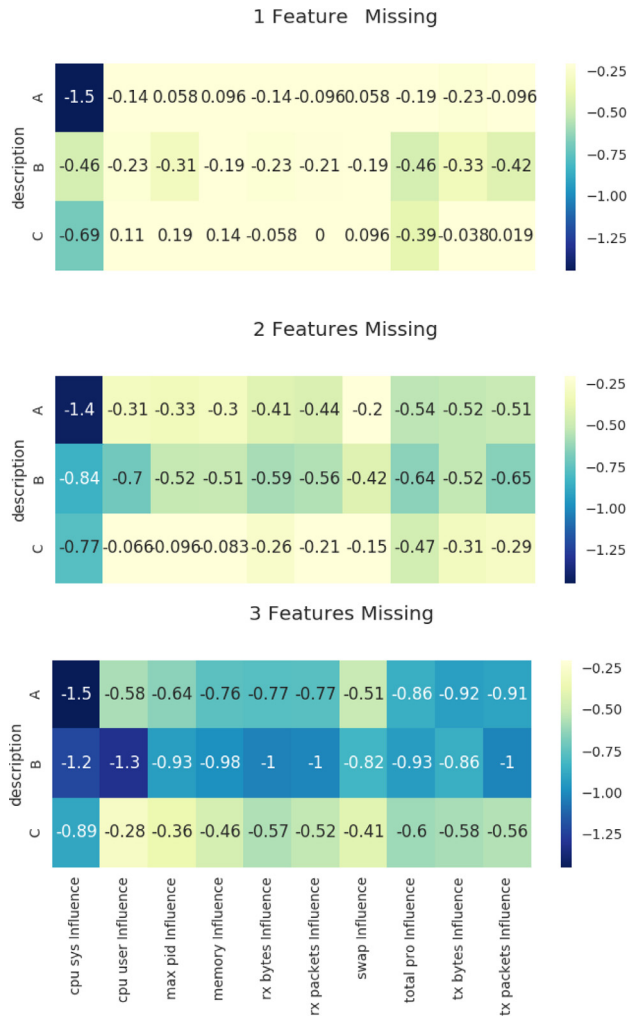 1 Feature Missing
description
A
-1.5 -0.14 0.058 0.096 -0.14 -0.096 0.058 -0.19 -0.23 -0.096
B
-0.46 -0.23 -0.31 -0.19 -0.23 -0.21 -0.19 -0.46 -0.33 -0.42
C
-0.69 0.11 0.19 0.14 -0.058 0 0.096 -0.39 -0.038 0.019
−0.25
−0.50
−0.75
−1.00
−1.25
2 Features Missing
description
A
-1.4 -0.31 -0.33 -0.3 -0.41 -0.44 -0.2 -0.54 -0.52 -0.51
B
-0.84 -0.7 -0.52 -0.51 -0.59 -0.56 -0.42 -0.64 -0.52 -0.65
C
-0.77 -0.066 -0.096 -0.083 -0.26 -0.21 -0.15 -0.47 -0.31 -0.29
−0.25
−0.50
−0.75
−1.00
−1.25
3 Features Missing
description
A
-1.5 -0.58 -0.64 -0.76 -0.77 -0.77 -0.51 -0.86 -0.92 -0.91
B
-1.2 -1.3 -0.93 -0.98 -1 -1 -0.82 -0.93 -0.86 -1
C
-0.89 -0.28 -0.36 -0.46 -0.57 -0.52 -0.41 -0.6 -0.58 -0.56
−0.25
−0.50
−0.75
−1.00
−1.25
cpu sys Influence
cpu user Influence
max pid Influence
memory Influence
rx bytes Influence
rx packets Influence
swap Influence
total pro Influence
tx bytes Influence
tx packets Influence